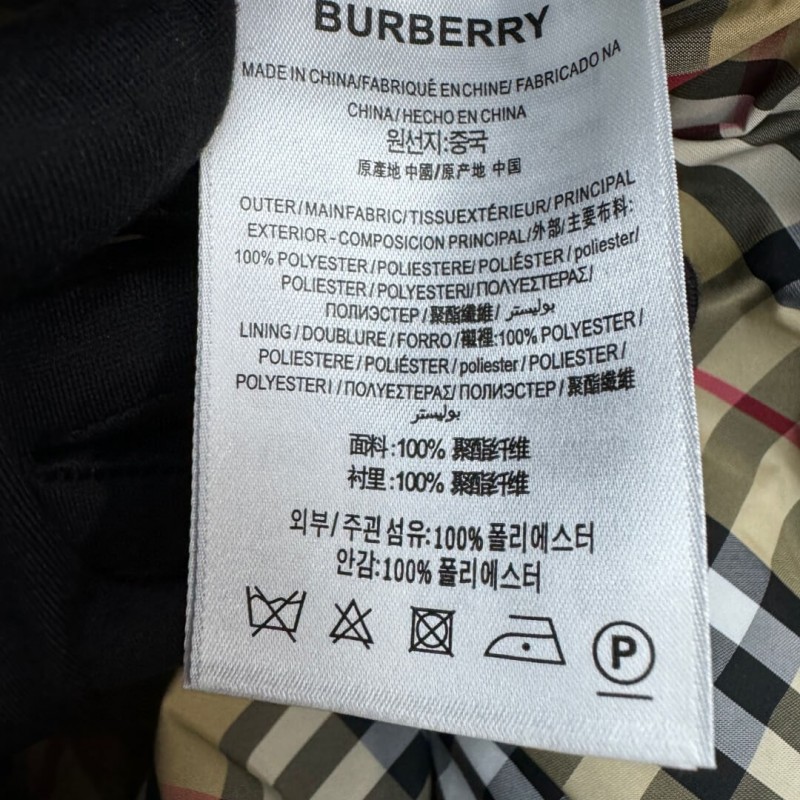 BURBERRY
MADE IN CHINA/FABRIQUÉ EN CHINE/ FABRICADO NA
CHINA/HECHO EN CHINA
원선지:중국
原產地 中國/原产地 中国
OUTER/MAINFABRIC/TISSUEXTÉRIEUR/PRINCIPAL
EXTERIOR-COMPOSICION PRINCIPAL/外部/主要布料:
100% POLYESTER/POLIESTERE/POLIÉSTER/poliester/
POLIESTER/POLYESTERI/ΠΟΛΥΕΣΤΕΡΑΣ/
ПОЛИЭСТЕР/聚酯纖維/بوليستر
LINING/DOUBLURE/FORRO/襯裡:100% POLYESTER/
POLIESTERE/POLIÉSTER/poliester/POLIESTER/
POLYESTERI/ΠΟΛΥΕΣΤΕΡΑΣ/ПОЛИЭСТЕР/聚酯纖維
بوليستر
面料:100% 聚酯纤维
衬里:100% 聚酯纤维
외부/주관 섬유:100% 폴리에스터
안감:100% 폴리에스터
P